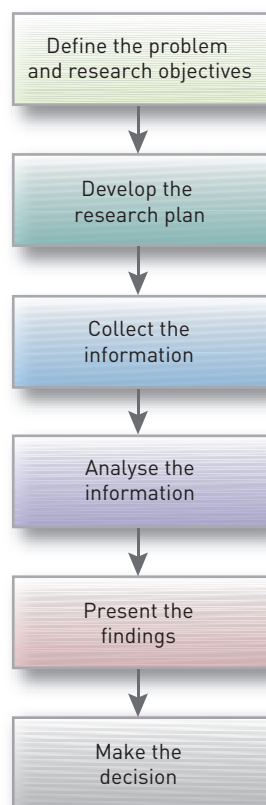 Define the problem
and research objectives
Develop the
research plan
Collect the
information
Analyse the
information
Present the
findings
Make the
decision